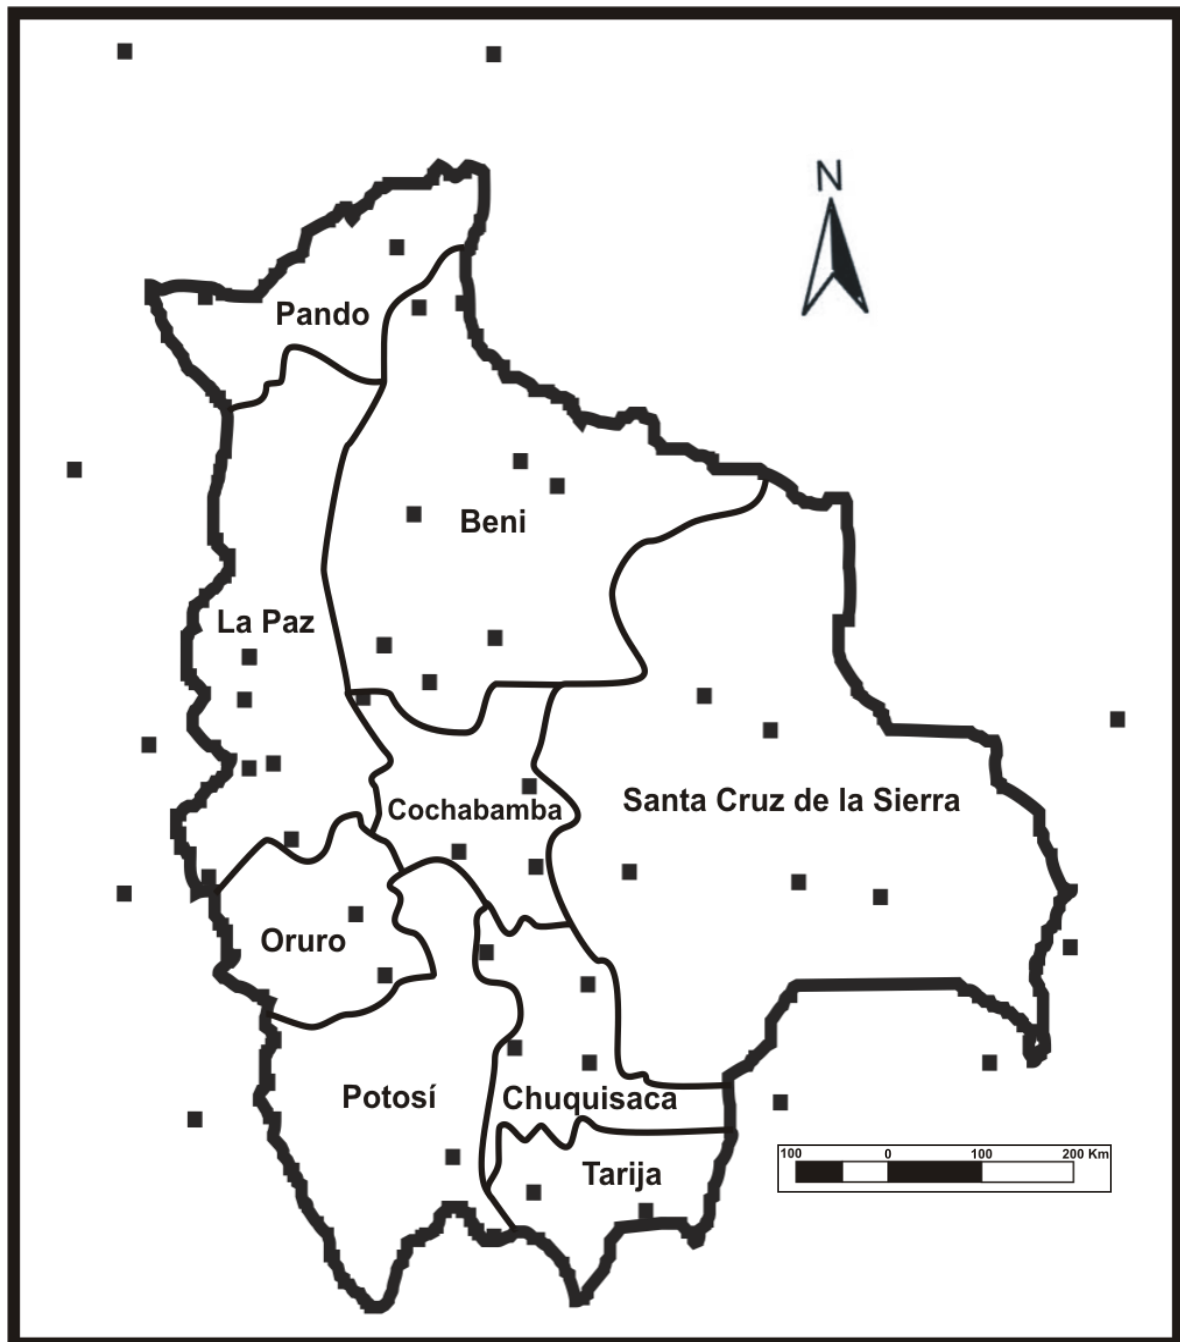 N
Pando
Beni
La Paz
Santa Cruz de la Sierra
Cochabamba
Oruro
Potosí
Chuquisaca
100 0 100 200 Km
Tarija